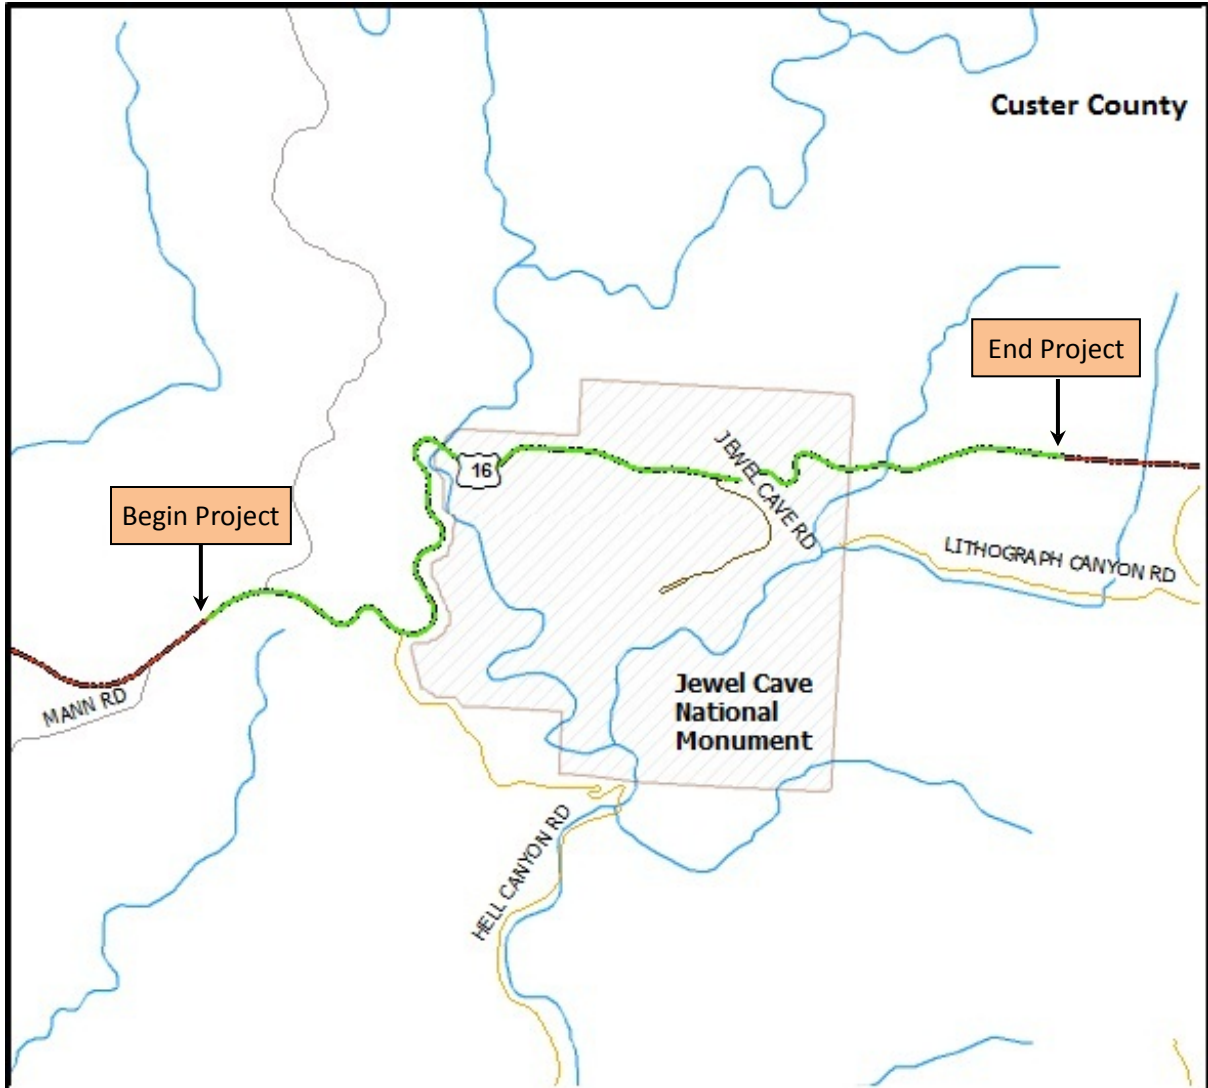 Custer County
End Project
JEWEL CAVE RD
16
Begin Project
LITHOGRAPH CANYON RD
Jewel Cave
National
Monument
MANN RD
HELL CANYON RD